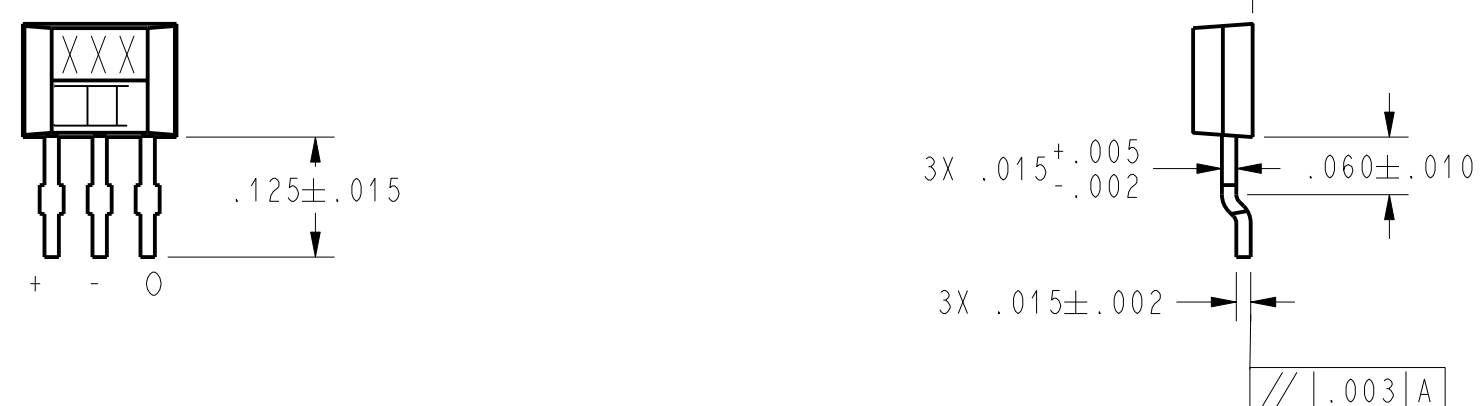 XXX
.125±.015
+ - O
3X .015 +.005 -.002
.060±.010
3X .015±.002
// .003 A